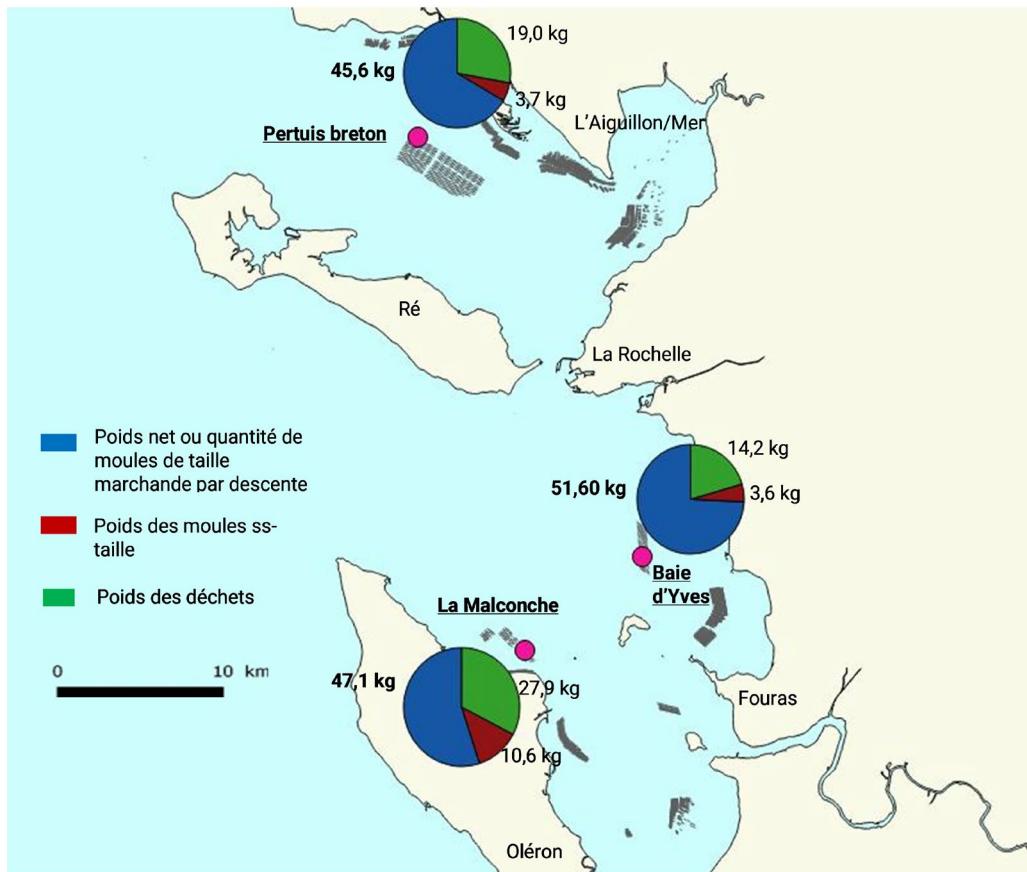 19,0 kg
45,6 kg
3,7 kg
L'Aiguillon/Mer
Pertuis breton
Ré
La Rochelle
Poids net ou quantité de
moules de taille
marchande par descente
14,2 kg
51,60 kg
3,6 kg
Poids des moules ss-
taille
Baie
d'Yves
Poids des déchets
La Malconche
0 10 km
47,1 kg
27,9 kg
Fouras
10,6 kg
Oléron